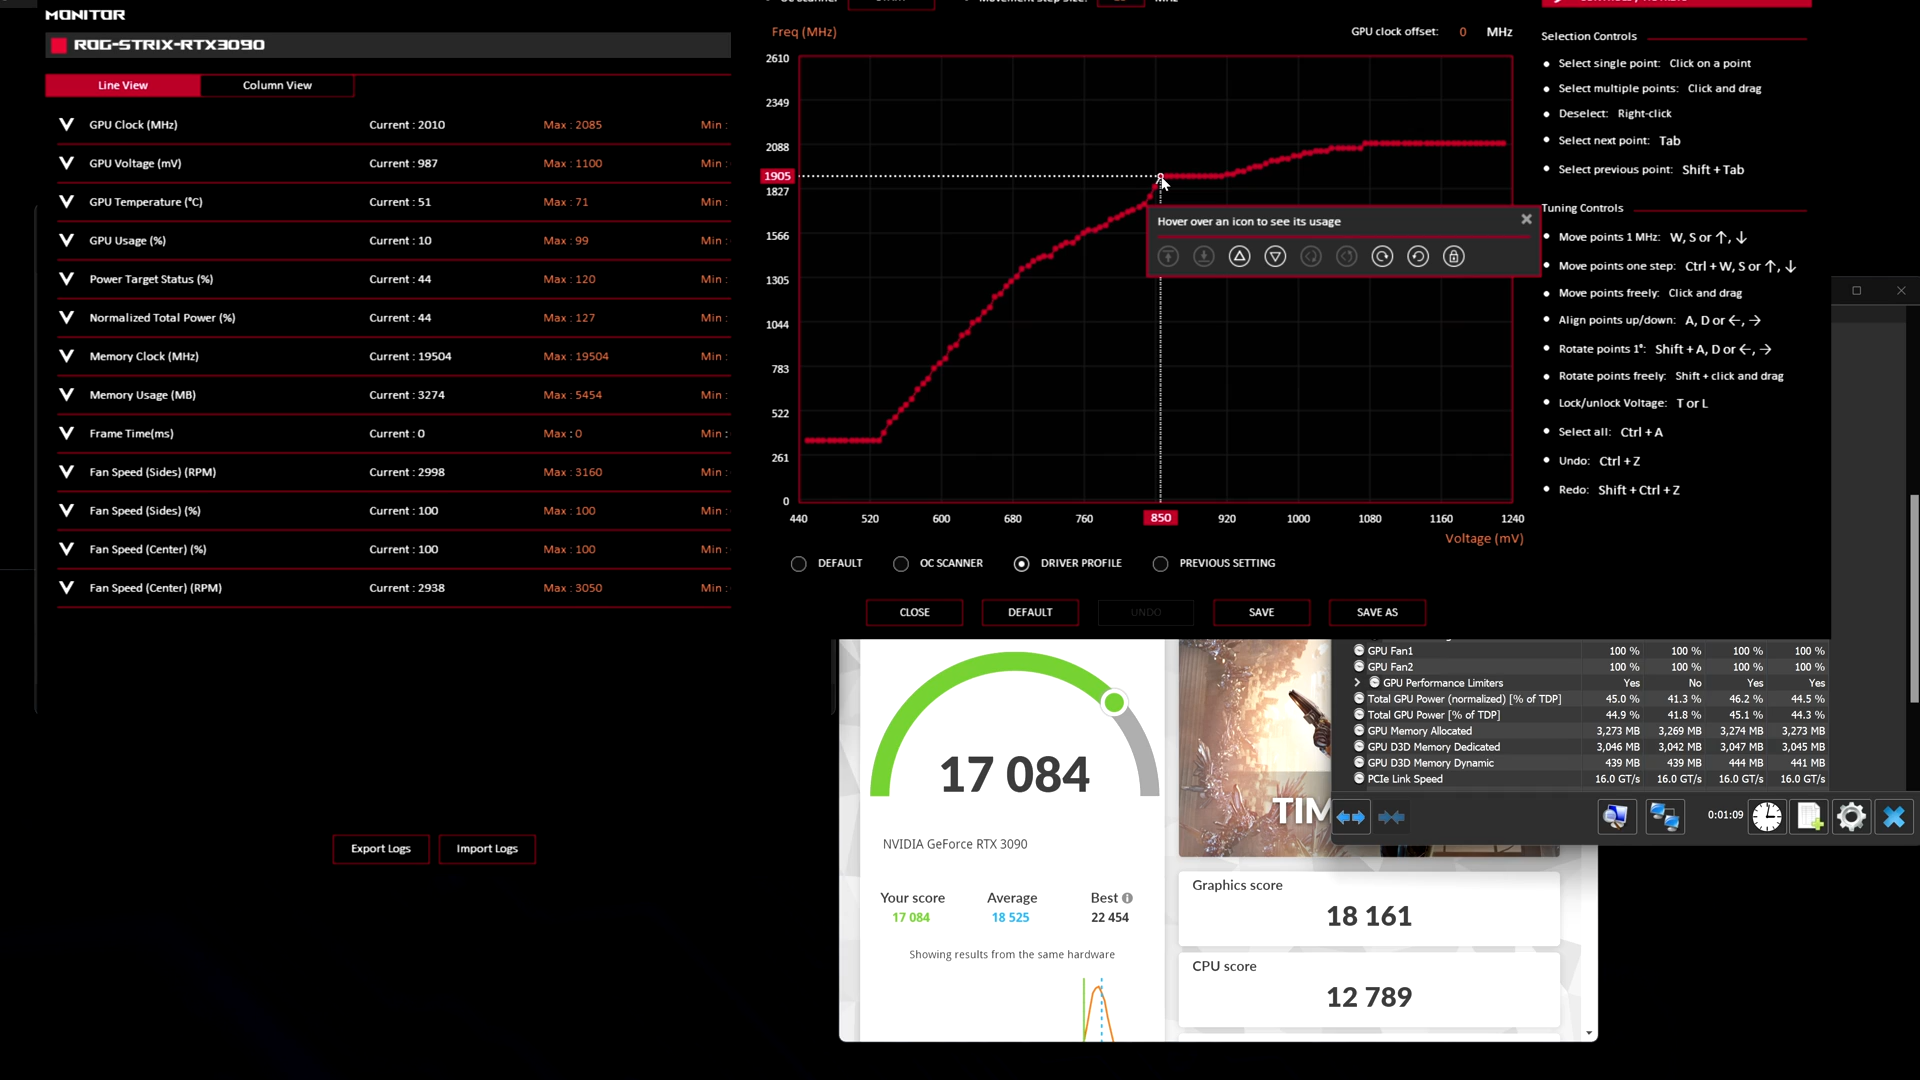 MONITOR
ROG-STRIX-RTX3090
Line View
Column View
GPU Clock (MHz) Current : 2010 Max : 2085 Min :
GPU Voltage (mV) Current : 987 Max : 1100 Min :
GPU Temperature (°C) Current : 51 Max : 71 Min :
GPU Usage (%) Current : 10 Max : 99 Min :
Power Target Status (%) Current : 44 Max : 120 Min :
Normalized Total Power (%) Current : 44 Max : 127 Min :
Memory Clock (MHz) Current : 19504 Max : 19504 Min :
Memory Usage (MB) Current : 3274 Max : 5454 Min :
Frame Time(ms) Current : 0 Max : 0 Min :
Fan Speed (Sides) (RPM) Current : 2998 Max : 3160 Min :
Fan Speed (Sides) (%) Current : 100 Max : 100 Min :
Fan Speed (Center) (%) Current : 100 Max : 100 Min :
Fan Speed (Center) (RPM) Current : 2938 Max : 3050 Min :
Export Logs
Import Logs
Freq (MHz)
GPU clock offset: 0 MHz
2610
2349
2088
1905
1827
1566
1305
1044
783
522
261
0
440 520 600 680 760 850 920 1000 1080 1160 1240
Voltage (mV)
Hover over an icon to see its usage
DEFAULT
OC SCANNER
DRIVER PROFILE
PREVIOUS SETTING
CLOSE
DEFAULT
UNDO
SAVE
SAVE AS
Selection Controls
Select single point: Click on a point
Select multiple points: Click and drag
Deselect: Right-click
Select next point: Tab
Select previous point: Shift + Tab
Tuning Controls
Move points 1 MHz: W, S or ↑, ↓
Move points one step: Ctrl + W, S or ↑, ↓
Move points freely: Click and drag
Align points up/down: A, D or ←, →
Rotate points 1°: Shift + A, D or ←, →
Rotate points freely: Shift + click and drag
Lock/unlock Voltage: T or L
Select all: Ctrl + A
Undo: Ctrl + Z
Redo: Shift + Ctrl + Z
GPU Fan1 100 % 100 % 100 % 100 %
GPU Fan2 100 % 100 % 100 % 100 %
GPU Performance Limiters Yes No Yes Yes
Total GPU Power (normalized) [% of TDP] 45.0 % 41.3 % 46.2 % 44.5 %
Total GPU Power [% of TDP] 44.9 % 41.8 % 45.1 % 44.3 %
GPU Memory Allocated 3,273 MB 3,269 MB 3,274 MB 3,273 MB
GPU D3D Memory Dedicated 3,046 MB 3,042 MB 3,047 MB 3,045 MB
GPU D3D Memory Dynamic 439 MB 439 MB 444 MB 441 MB
PCIe Link Speed 16.0 GT/s 16.0 GT/s 16.0 GT/s 16.0 GT/s
0:01:09
17 084
NVIDIA GeForce RTX 3090
Your score Average Best
17 084 18 525 22 454
Showing results from the same hardware
TIM
Graphics score
18 161
CPU score
12 789